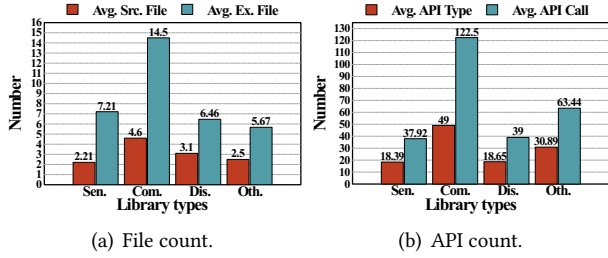 Avg. Src. File Avg. Ex. File
Number
16
15
14
13
12
11
10
9
8
7
6
5
4
3
2
1
0
2.21 7.21 4.6 14.5 3.1 6.46 2.5 5.67
Sen. Com. Dis. Oth.
Library types
(a) File count.
Avg. API Type Avg. API Call
Number
130
120
110
100
90
80
70
60
50
40
30
20
10
0
18.39 37.92 49 122.5 18.65 39 30.89 63.44
Sen. Com. Dis. Oth.
Library types
(b) API count.